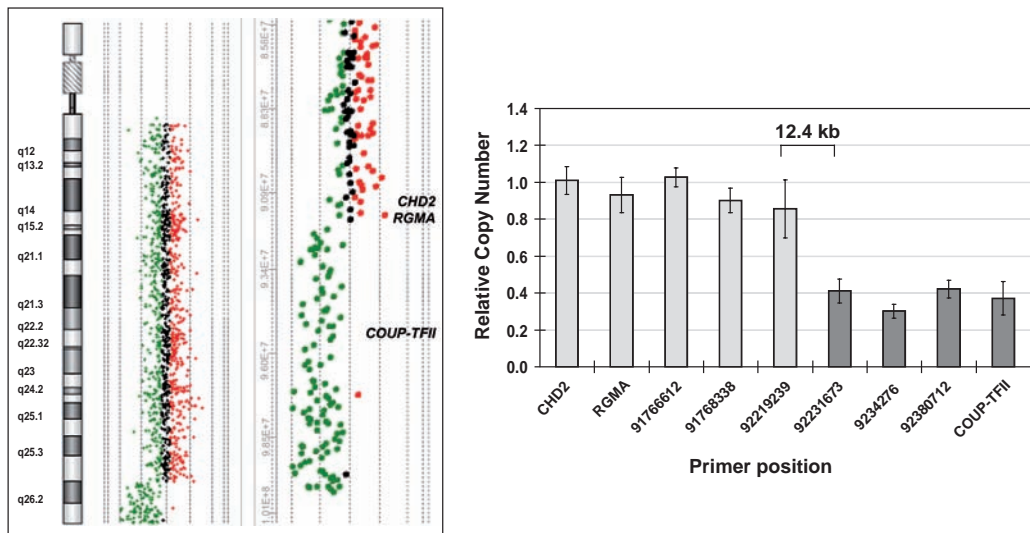 q12
q13.2
q14
q15.2
q21.1
q21.3
q22.2
q22.32
q23
q24.2
q25.1
q25.3
q26.2
8.58E+7
8.83E+7
9.09E+7
9.34E+7
9.60E+7
9.85E+7
1.01E+8
CHD2
RGMA
COUP-TFII
Relative Copy Number
1.4
1.2
1.0
0.8
0.6
0.4
0.2
0.0
12.4 kb
CHD2
RGMA
91766612
91768338
92219239
92231673
9234276
92380712
COUP-TFII
Primer position